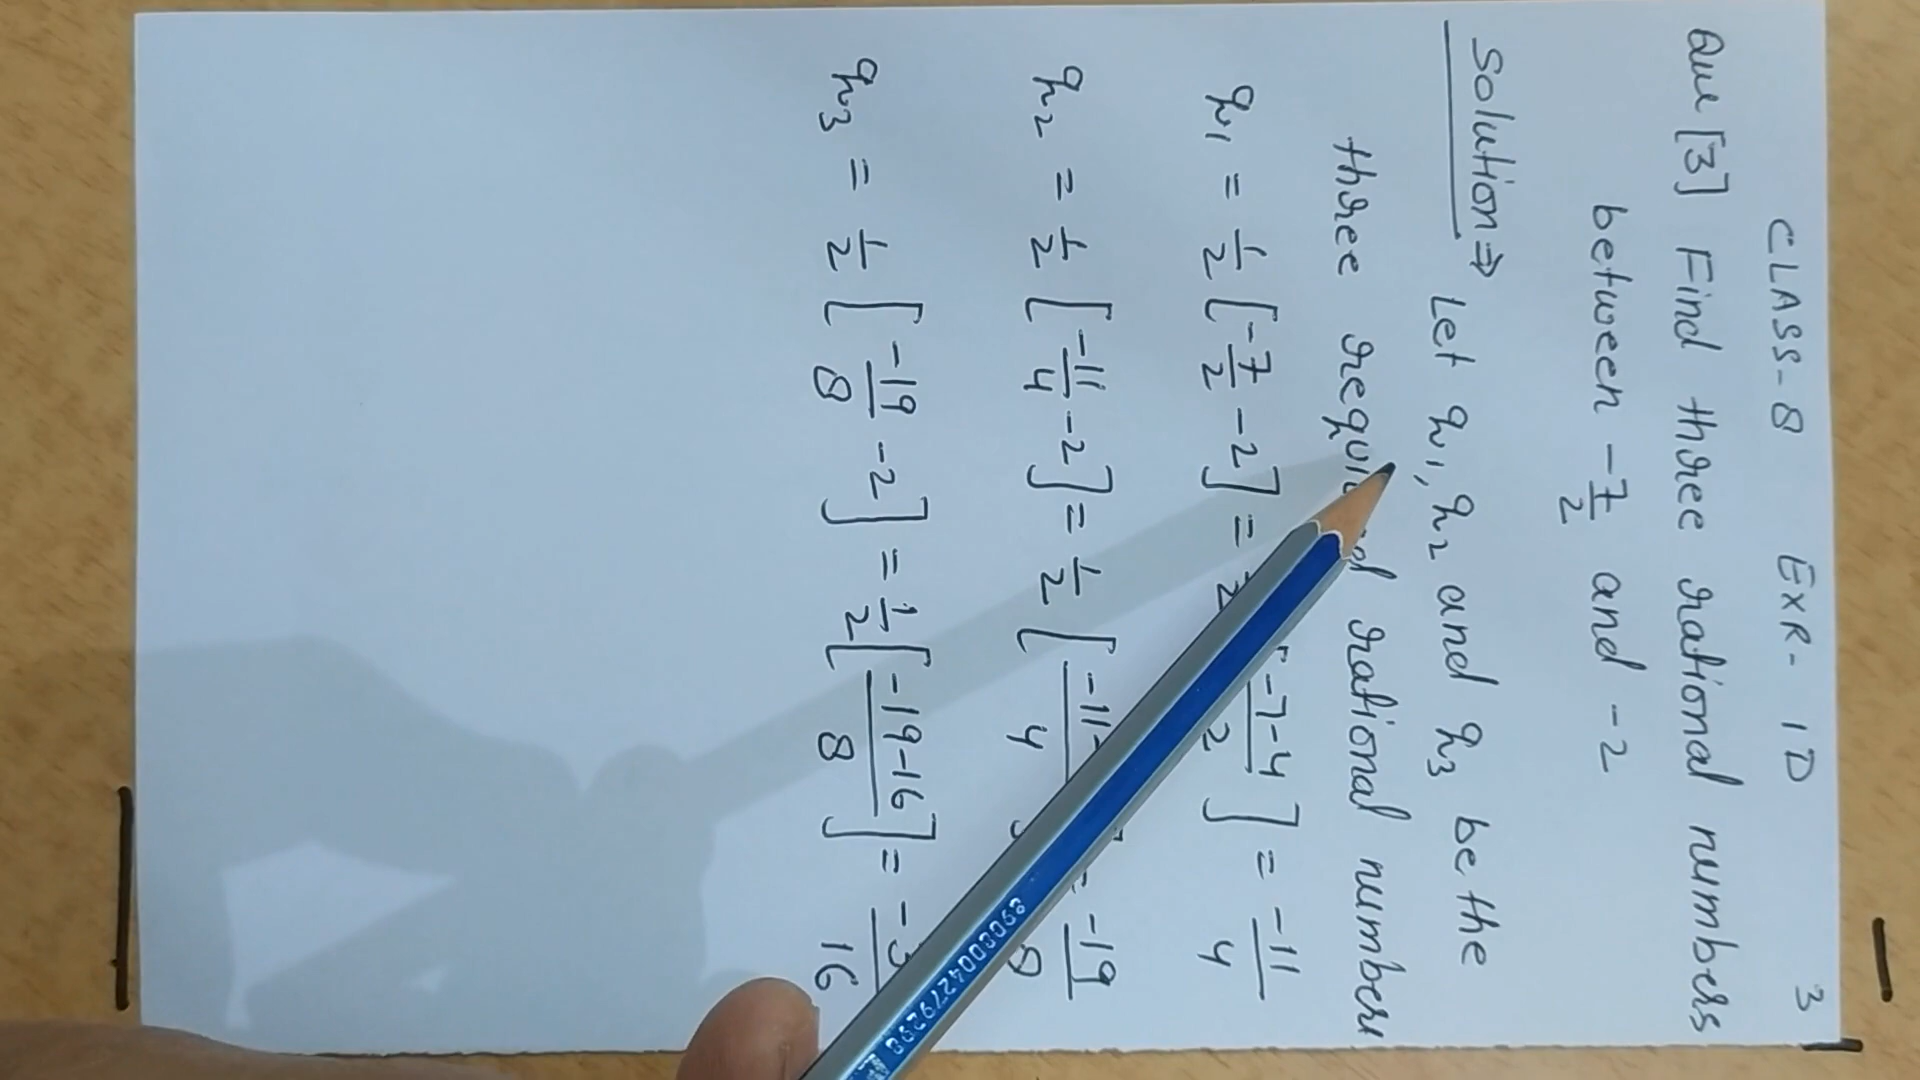 CLASS-8 EXR-1D 3
Que [3] Find three rational numbers
between -7/2 and -2
Solution⇒ Let q1, q2 and q3 be the
three rational numbers
q1 = 1/2 [-7/2 -2] = [-7-4/2] = -11/4
q2 = 1/2 [-11/4 -2] = 1/2 [-11- /4 = -19/8
q3 = 1/2 [-19/8 -2] = 1/2 [-19-16/8] = /16